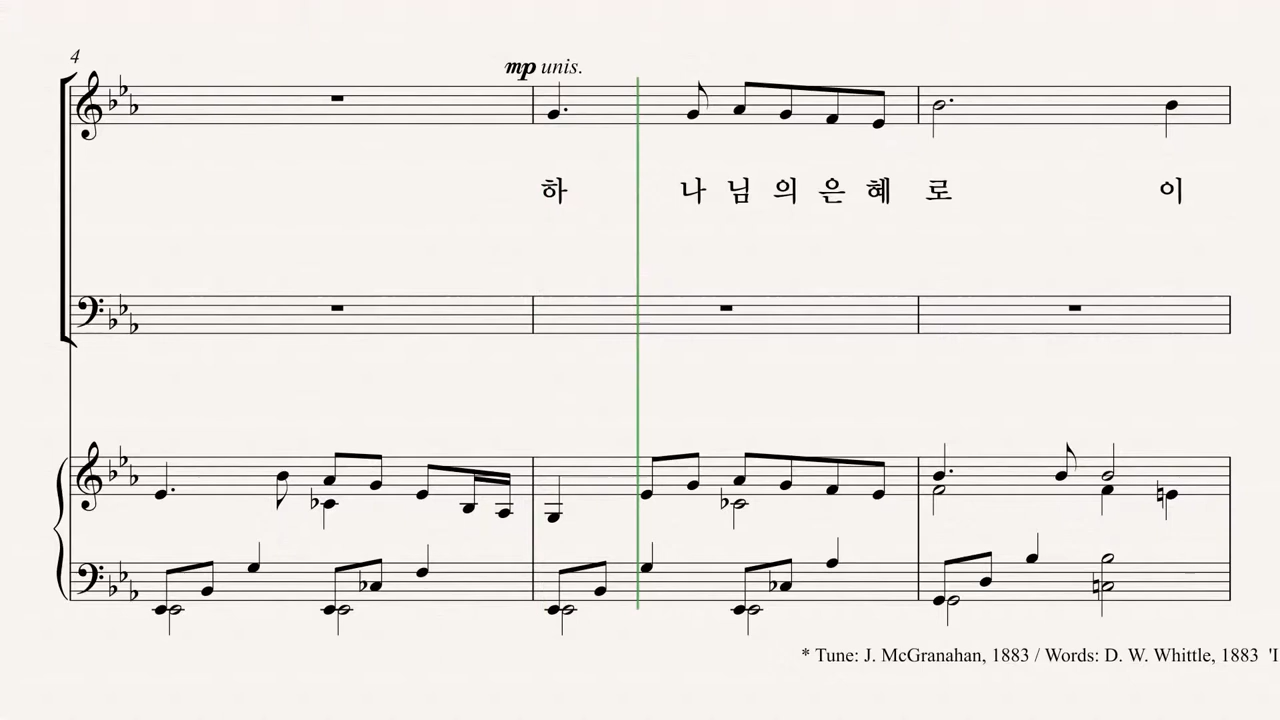 4
mp unis.
하 나 님 의 은 혜 로 이
* Tune: J. McGranahan, 1883 / Words: D. W. Whittle, 1883 'I